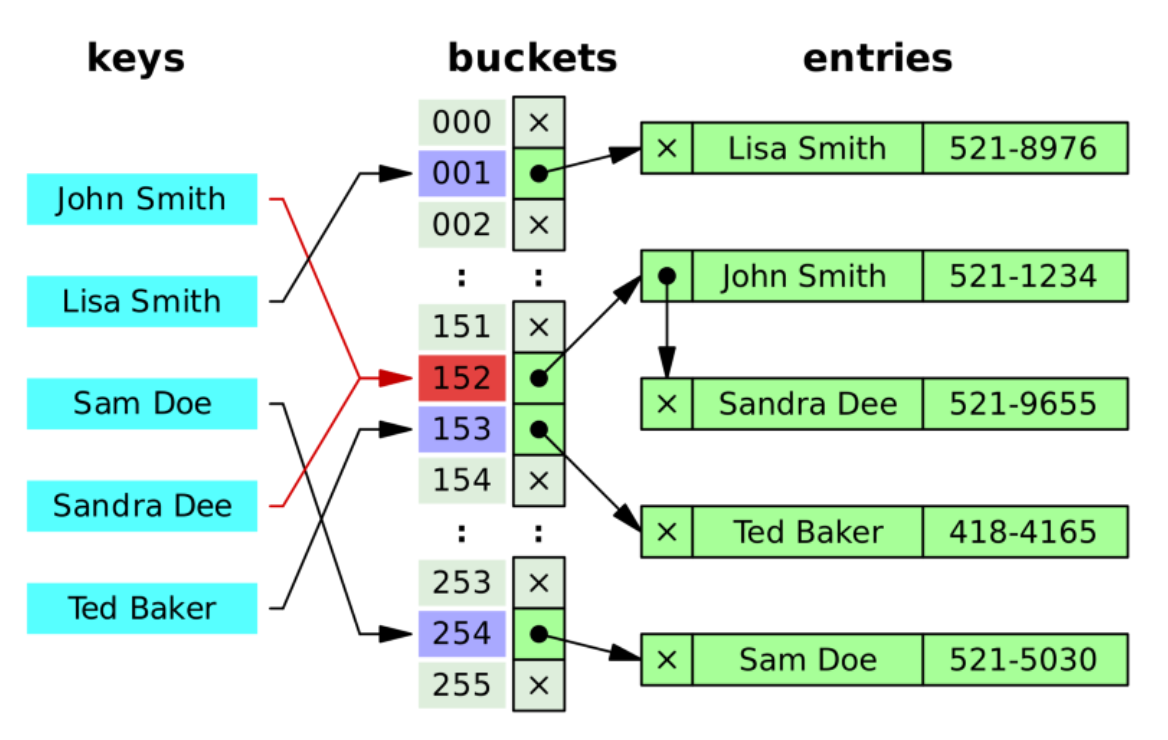 keys
buckets
entries
John Smith
Lisa Smith
Sam Doe
Sandra Dee
Ted Baker
000 ×
001
002 ×
: :
151 ×
152
153
154 ×
: :
253 ×
254
255 ×
× Lisa Smith 521-8976
John Smith 521-1234
× Sandra Dee 521-9655
× Ted Baker 418-4165
× Sam Doe 521-5030